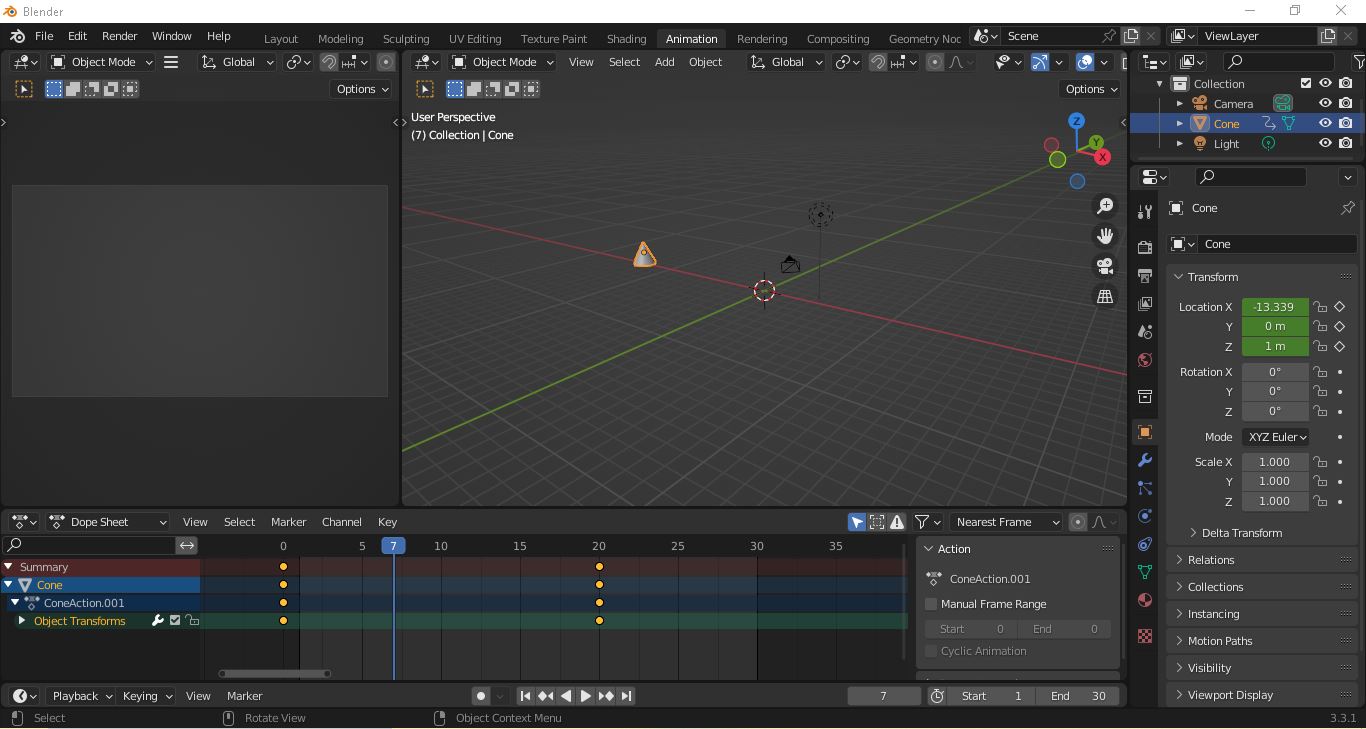 Blender
File Edit Render Window Help Layout Modeling Sculpting UV Editing Texture Paint Shading Animation Rendering Compositing Geometry Noc Scene ViewLayer
Object Mode Global
Object Mode View Select Add Object Global
Options
Options
User Perspective
(7) Collection | Cone
Z
Y
X
Collection
Camera
Cone
Light
Cone
Cone
Transform
Location X -13.339
Y 0 m
Z 1 m
Rotation X 0°
Y 0°
Z 0°
Mode XYZ Euler
Scale X 1.000
Y 1.000
Z 1.000
Delta Transform
Relations
Collections
Instancing
Motion Paths
Visibility
Viewport Display
Dope Sheet View Select Marker Channel Key Nearest Frame
0 5 7 10 15 20 25 30 35
Summary
Cone
ConeAction.001
Object Transforms
Action
ConeAction.001
Manual Frame Range
Start 0 End 0
Cyclic Animation
Playback Keying View Marker 7 Start 1 End 30
Select Rotate View Object Context Menu 3.3.1